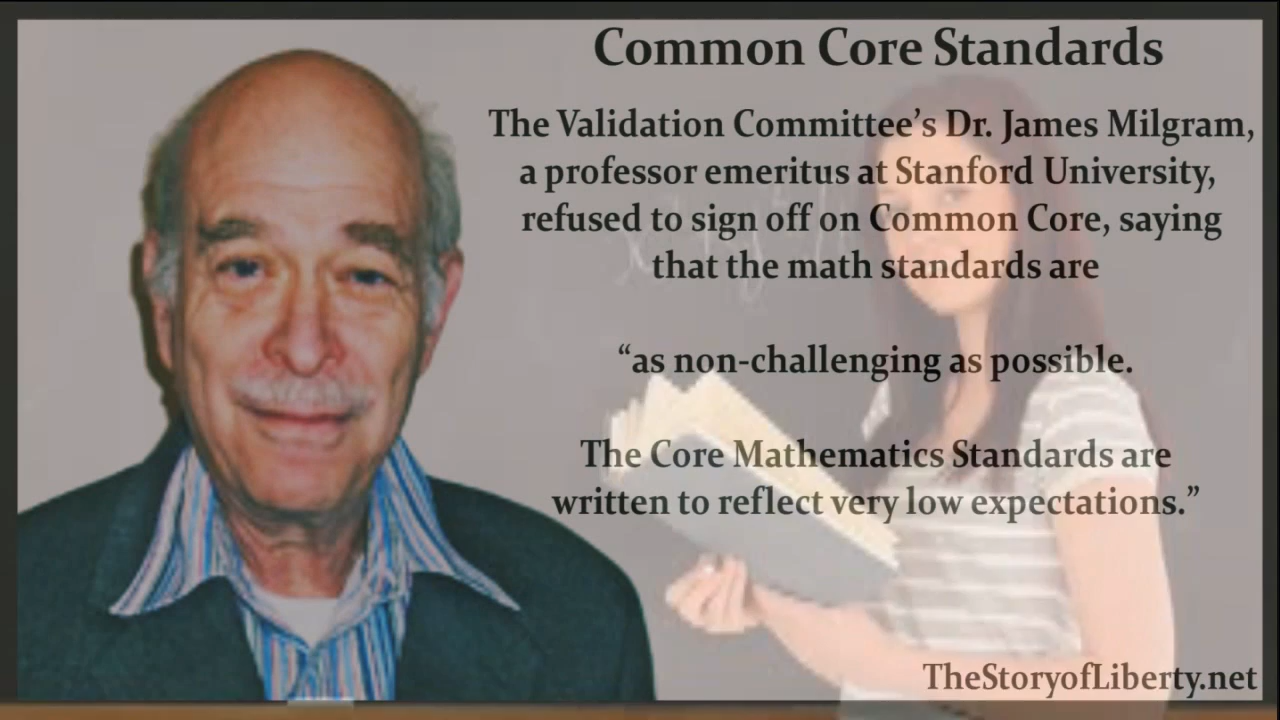 Common Core Standards
The Validation Committee’s Dr. James Milgram,
a professor emeritus at Stanford University,
refused to sign off on Common Core, saying
that the math standards are
“as non-challenging as possible.
The Core Mathematics Standards are
written to reflect very low expectations.”
TheStoryofLiberty.net